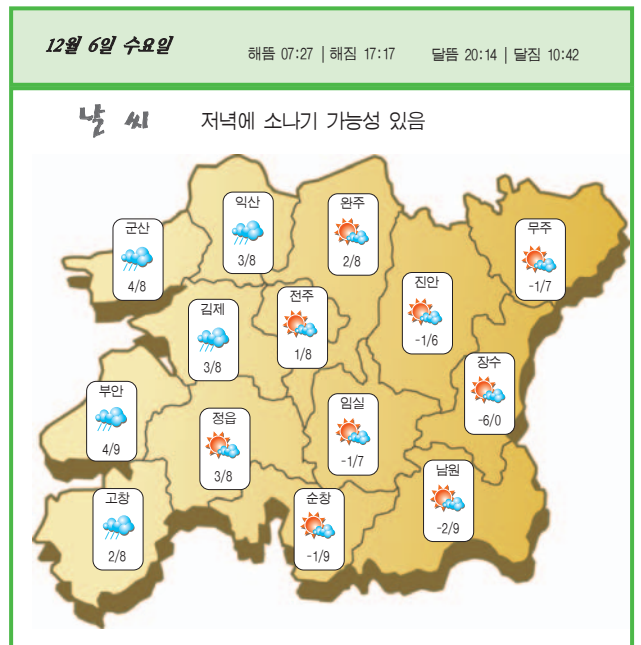 12월 6일 수요일
해뜸 07:27 | 해짐 17:17 달뜸 20:14 | 달짐 10:42
날 씨 저녁에 소나기 가능성 있음
익산
3/8
완주
2/8
군산
4/8
무주
-1/7
진안
-1/6
전주
1/8
김제
3/8
장수
-6/0
부안
4/9
임실
-1/7
정읍
3/8
남원
-2/9
고창
2/8
순창
-1/9